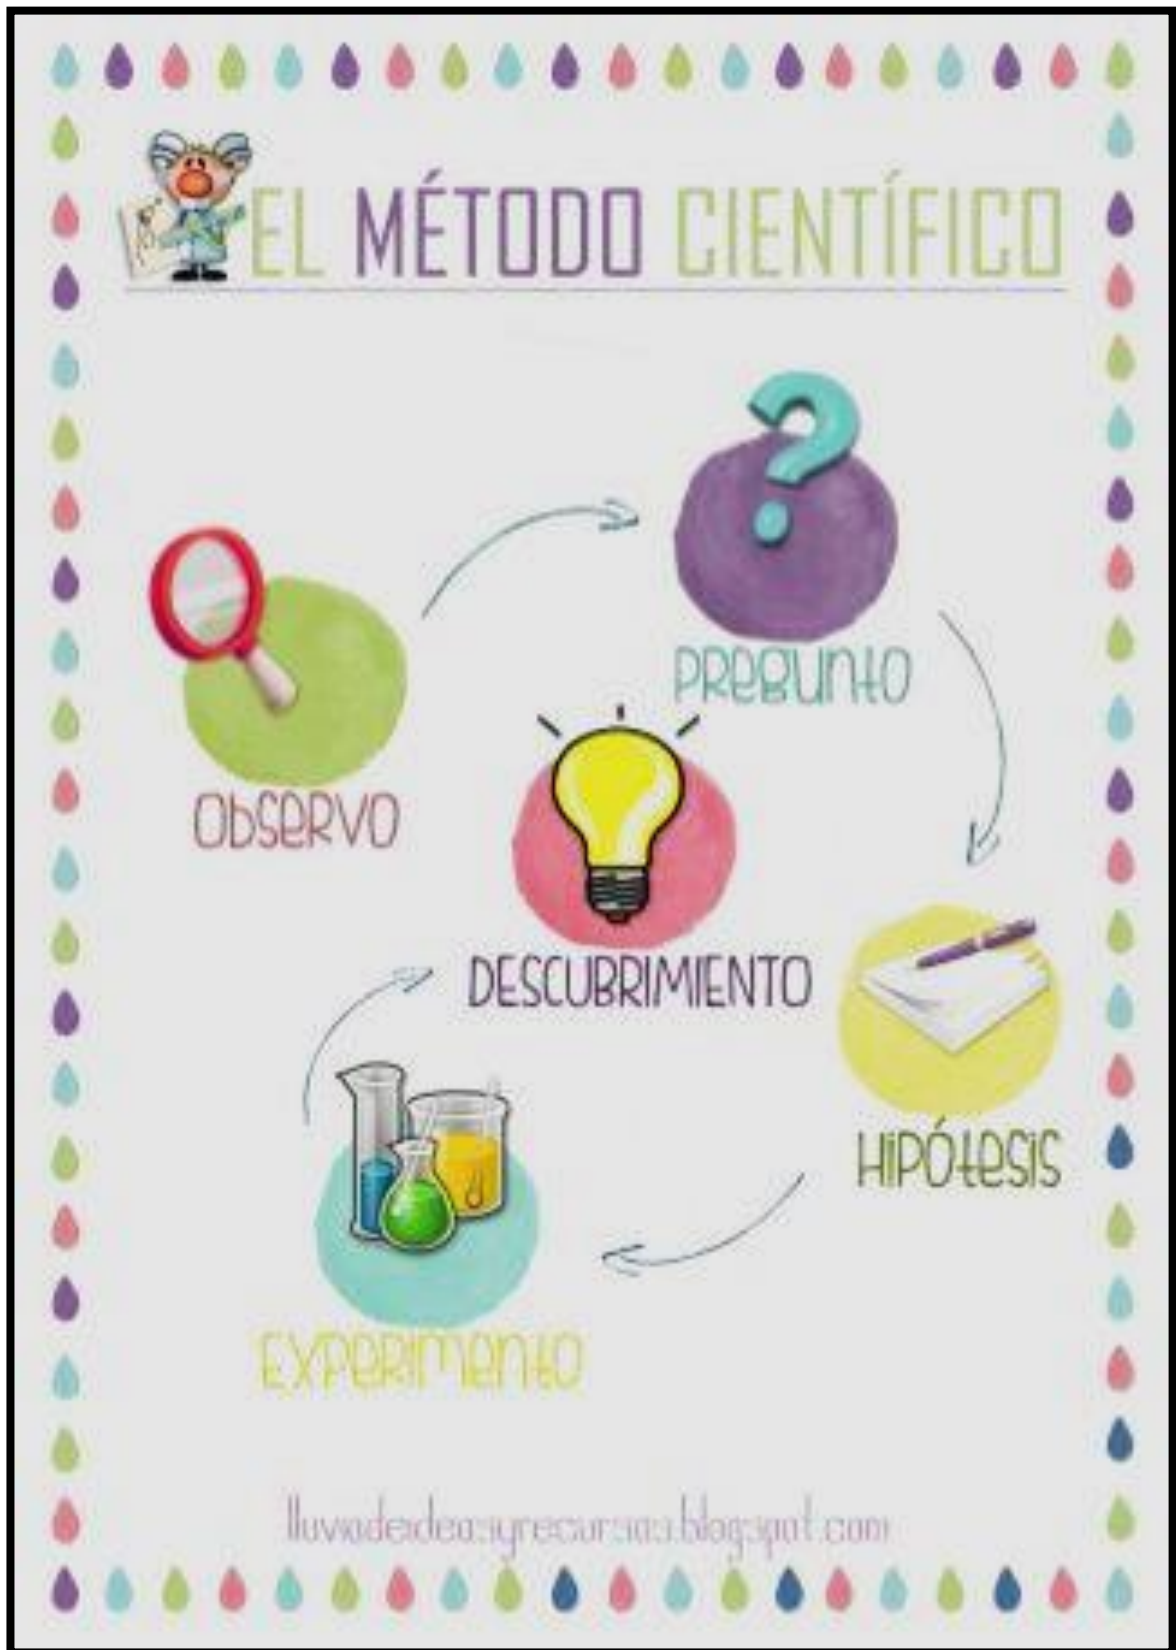 EL MÉTODO CIENTÍFICO
PREGUNTO
OBSERVO
DESCUBRIMIENTO
HIPÓTESIS
EXPERIMENTO
lluviadeideasyrecursos.blogspot.com